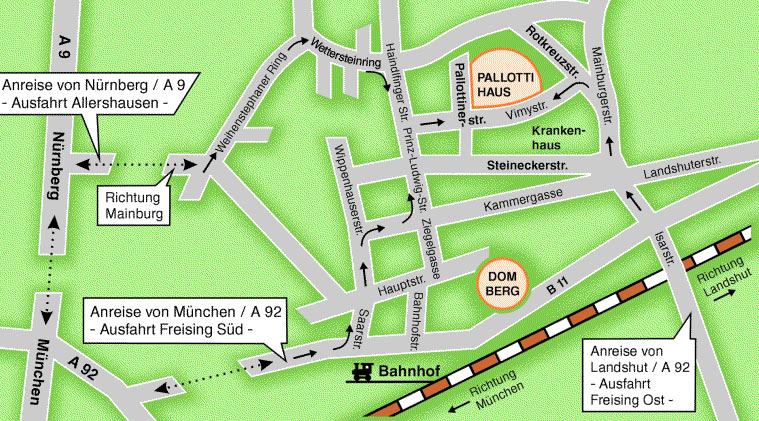 A 9
Nürnberg
Anreise von Nürnberg / A 9
- Ausfahrt Allershausen -
Richtung
Mainburg
Weihenstephaner Ring
Wettersteinring
Haindlfinger Str.
Pallottiner-
str.
PALLOTTI
HAUS
Rotkreuzstr.
Mainburgerstr.
Vimystr.
Kranken-
haus
Steineckerstr.
Prinz-Ludwig-Str.
Wippenhauserstr.
Kammergasse
Landshuterstr.
Ziegelgasse
Hauptstr.
DOM
BERG
B 11
Isarstr.
Richtung
Landshut
Anreise von München / A 92
- Ausfahrt Freising Süd -
Saarstr.
Bahnhofstr.
München
A 92
Bahnhof
Richtung
München
Anreise von
Landshut / A 92
- Ausfahrt
Freising Ost -